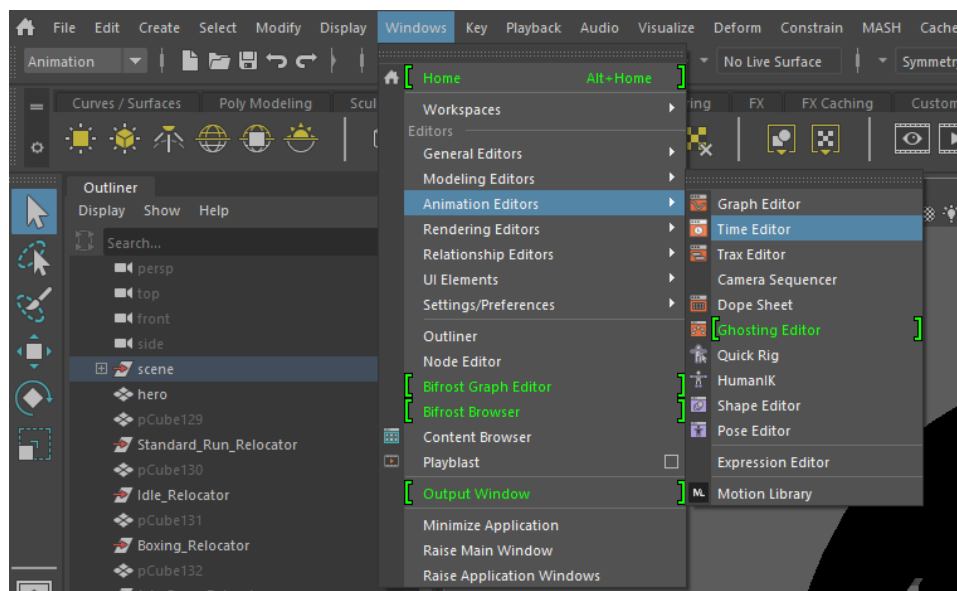 File Edit Create Select Modify Display Windows Key Playback Audio Visualize Deform Constrain MASH Cache
Animation
No Live Surface
Symmetr
Curves / Surfaces Poly Modeling Scul
ring FX FX Caching Custom
Home Alt+Home
Workspaces
Editors
General Editors
Modeling Editors
Animation Editors
Rendering Editors
Relationship Editors
UI Elements
Settings/Preferences
Outliner
Node Editor
Bifrost Graph Editor
Bifrost Browser
Content Browser
Playblast
Output Window
Minimize Application
Raise Main Window
Raise Application Windows
Graph Editor
Time Editor
Trax Editor
Camera Sequencer
Dope Sheet
Ghosting Editor
Quick Rig
HumanIK
Shape Editor
Pose Editor
Expression Editor
ML Motion Library
Outliner
Display Show Help
Search...
persp
top
front
side
scene
hero
pCube129
Standard_Run_Relocator
pCube130
Idle_Relocator
pCube131
Boxing_Relocator
pCube132